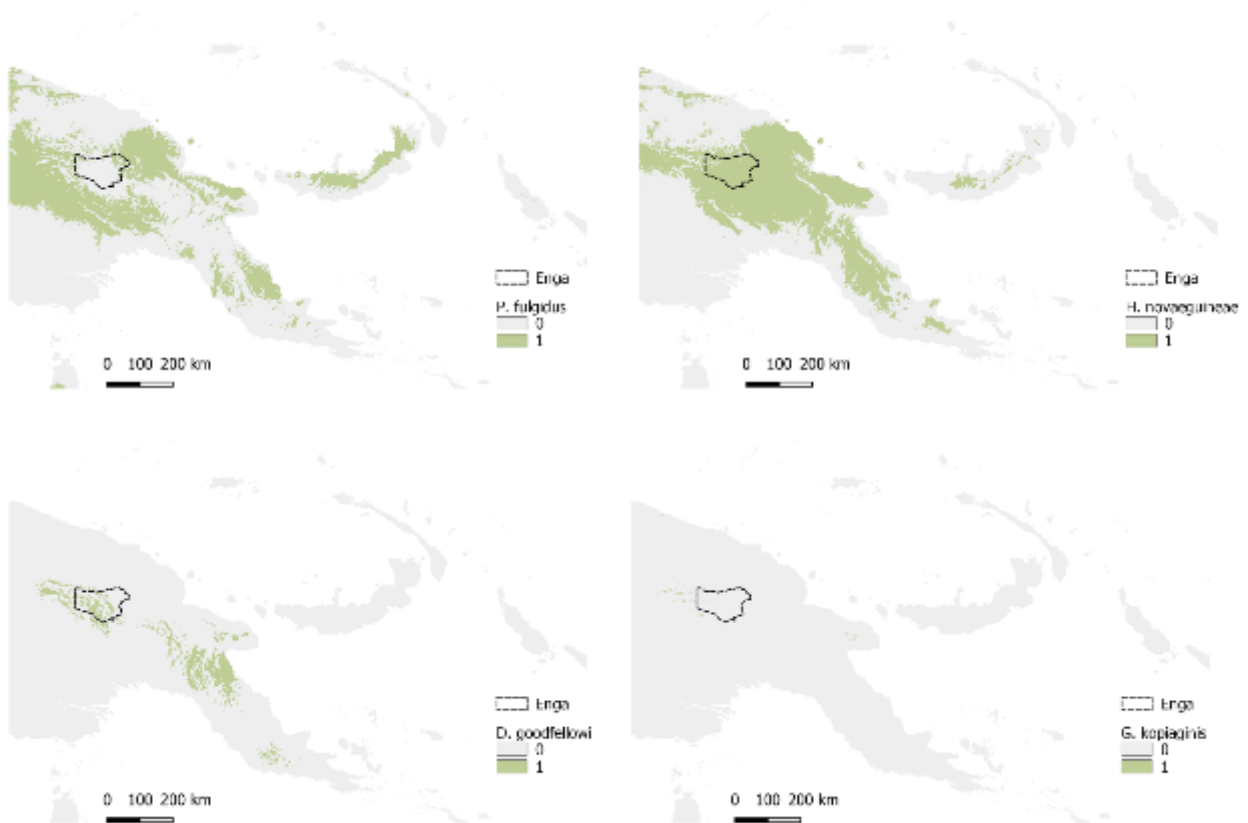 Enga
P. fulgidus
0
1
0 100 200 km
Enga
H. novaeguineae
0
1
0 100 200 km
Enga
D. goodfellowi
0
1
0 100 200 km
Enga
G. kopiaginis
0
1
0 100 200 km